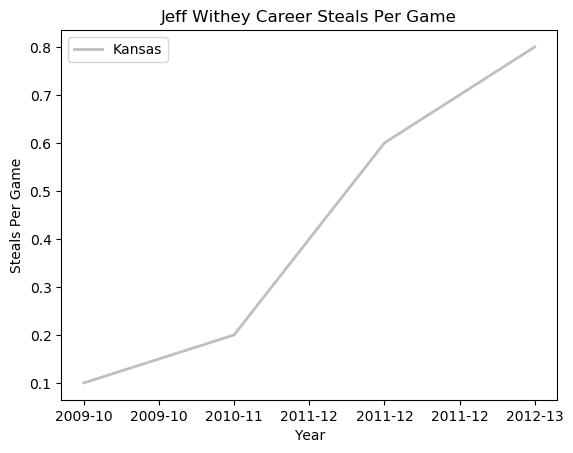 Jeff Withey Career Steals Per Game
Kansas
Steals Per Game
0.8
0.7
0.6
0.5
0.4
0.3
0.2
0.1
2009-10 2009-10 2010-11 2011-12 2011-12 2011-12 2012-13
Year